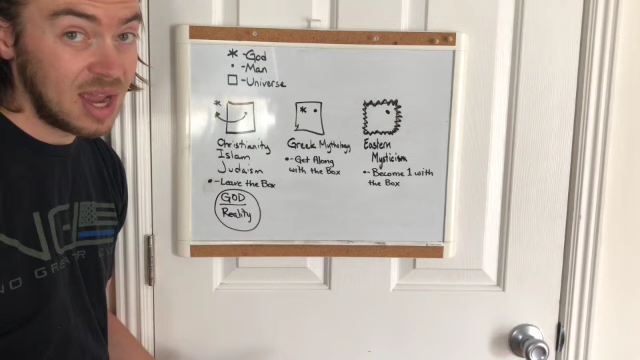 * - God
• - Man
□ - Universe
Christianity
Islam
Judaism
• - Leave the Box
GOD
Reality
Greek Mythology
• - Get Along
with the Box
Eastern
Mysticism
• - Become 1 with
the Box
NO GR